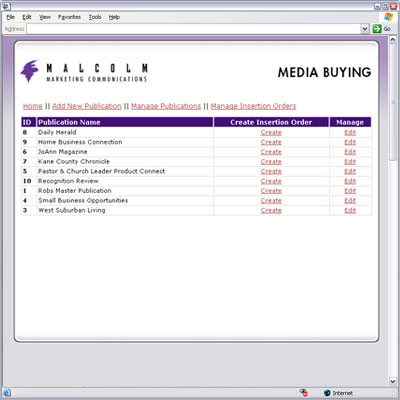 File Edit View Favorites Tools Help
Address Go
MALCOLM
MARKETING COMMUNICATIONS
MEDIA BUYING
Home || Add New Publication || Manage Publications || Manage Insertion Orders
ID Publication Name Create Insertion Order Manage
8 Daily Herald Create Edit
9 Home Business Connection Create Edit
6 JoAnn Magazine Create Edit
7 Kane County Chronicle Create Edit
5 Pastor & Church Leader Product Connect Create Edit
10 Recognition Review Create Edit
1 Robs Master Publication Create Edit
4 Small Business Opportunities Create Edit
3 West Suburban Living Create Edit
Internet